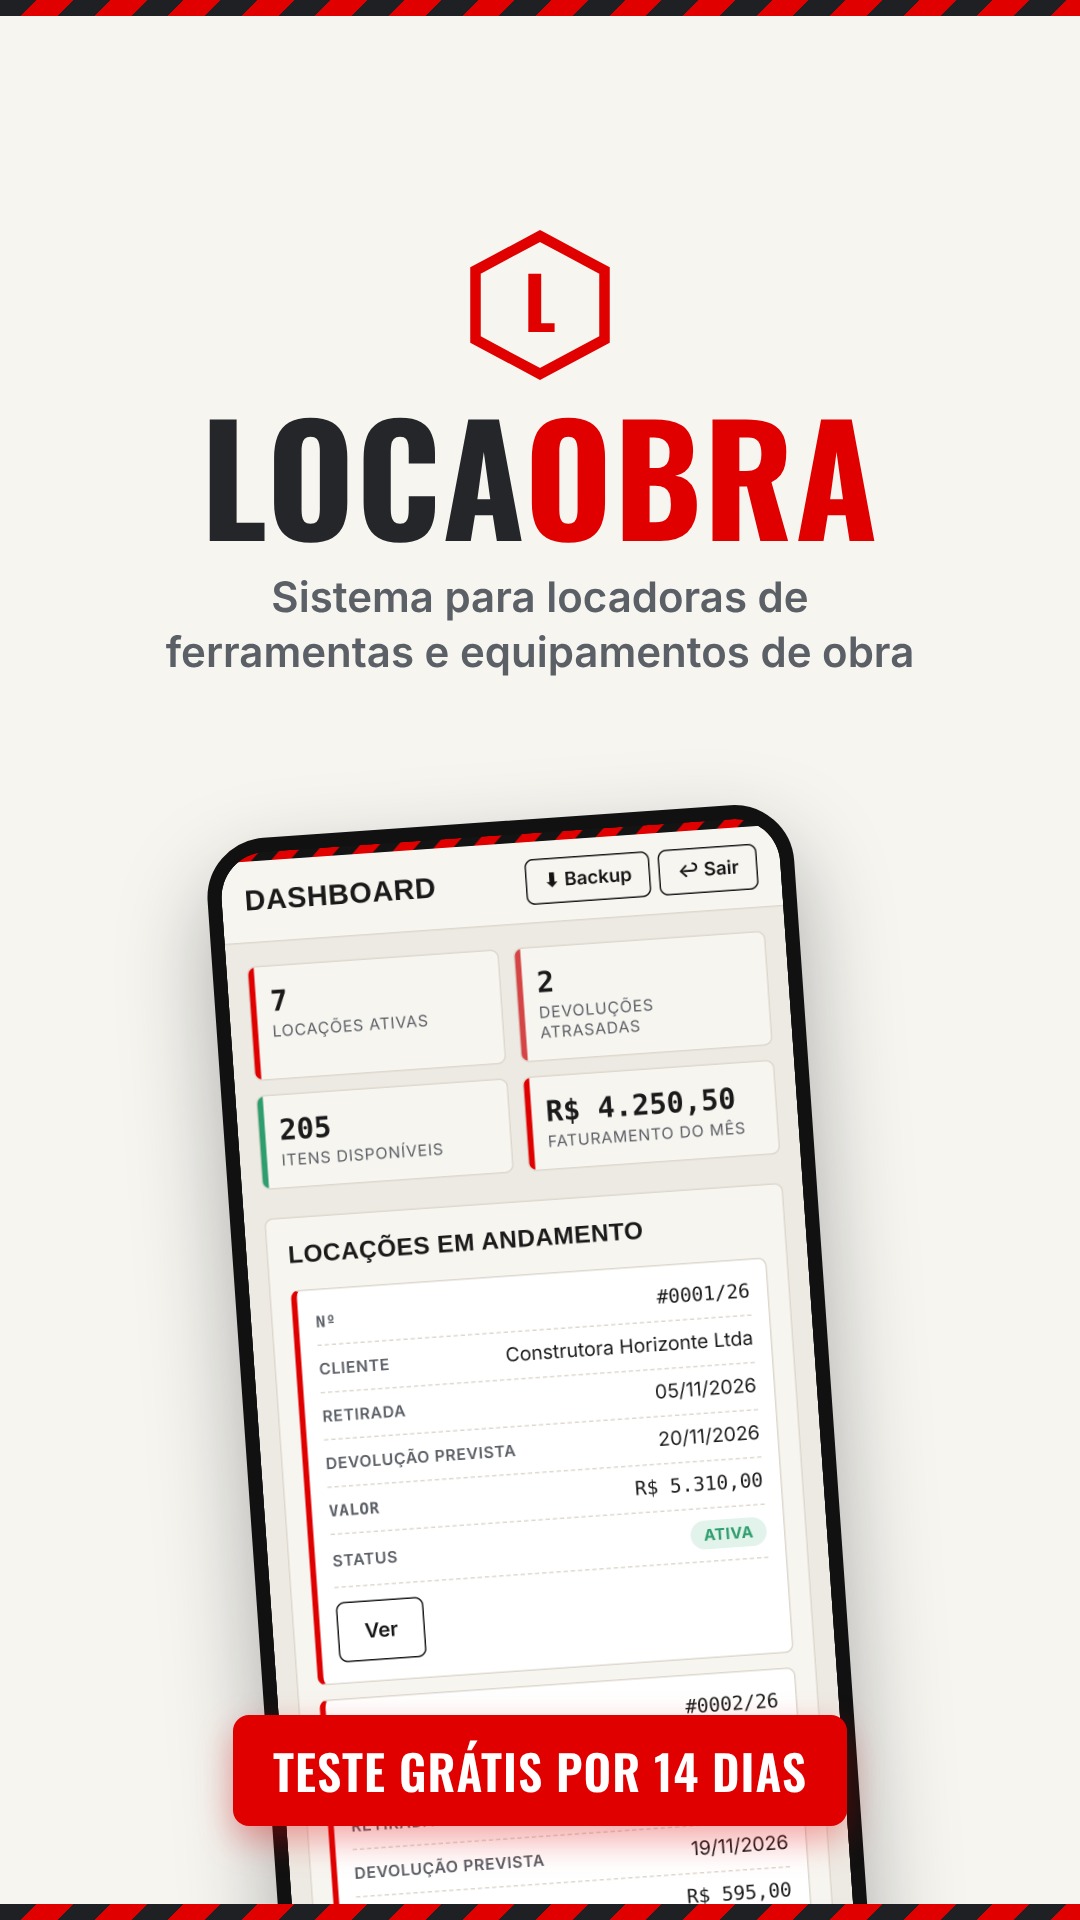 L
LOCAOBRA
Sistema para locadoras de
ferramentas e equipamentos de obra
DASHBOARD
⬇ Backup
↩ Sair
7
LOCAÇÕES ATIVAS
2
DEVOLUÇÕES
ATRASADAS
205
ITENS DISPONÍVEIS
R$ 4.250,50
FATURAMENTO DO MÊS
LOCAÇÕES EM ANDAMENTO
Nº #0001/26
CLIENTE Construtora Horizonte Ltda
RETIRADA 05/11/2026
DEVOLUÇÃO PREVISTA 20/11/2026
VALOR R$ 5.310,00
STATUS ATIVA
Ver
#0002/26
TESTE GRÁTIS POR 14 DIAS
DEVOLUÇÃO PREVISTA 19/11/2026
R$ 595,00